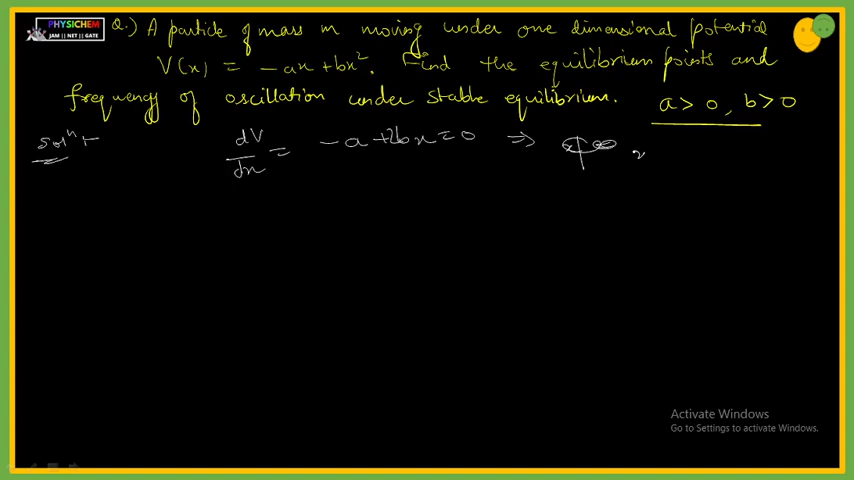 PHYSICHEM
JAM || NET || GATE
Q.) A particle of mass m moving under one dimensional potential
V(x) = -ax + bx². Find the equilibrium points and
frequency of oscillation under stable equilibrium. a > 0, b > 0
solⁿ :- dV/dx = -a + 2bx = 0 ⇒
Activate Windows
Go to Settings to activate Windows.